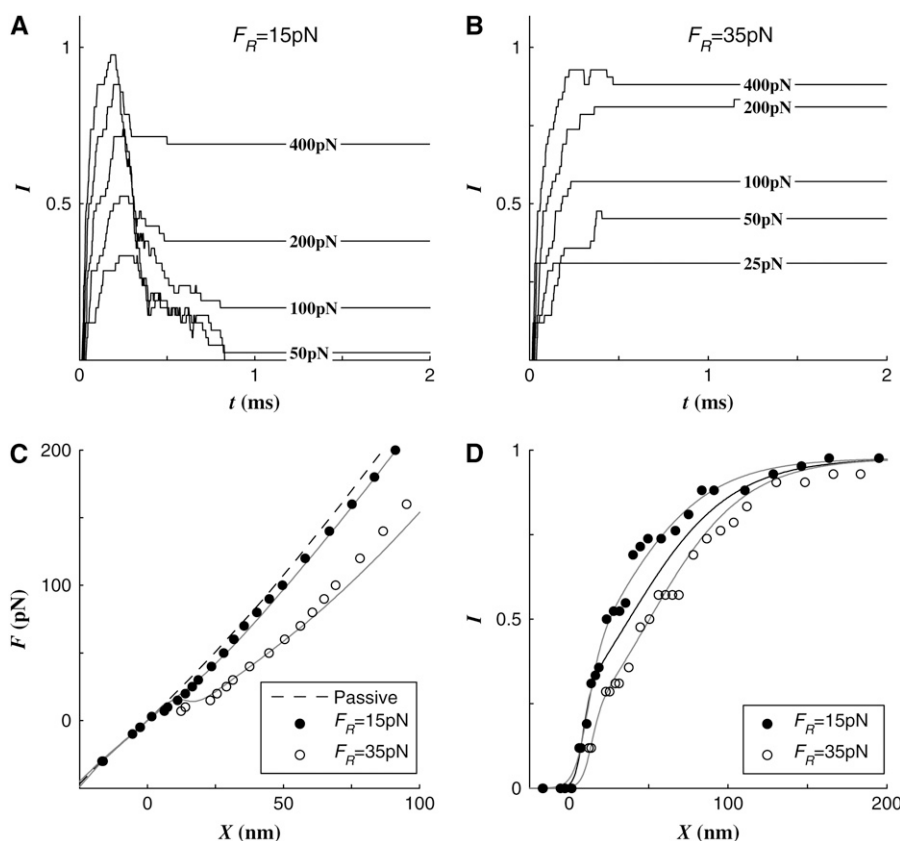 A
F_R=15pN
1
0.5
I
400pN
200pN
100pN
50pN
0
1
2
t (ms)
B
F_R=35pN
1
0.5
I
400pN
200pN
100pN
50pN
25pN
0
1
2
t (ms)
C
200
100
0
F (pN)
Passive
F_R=15pN
F_R=35pN
0
50
100
X (nm)
D
1
0.5
0
I
F_R=15pN
F_R=35pN
0
50
100
150
200
X (nm)